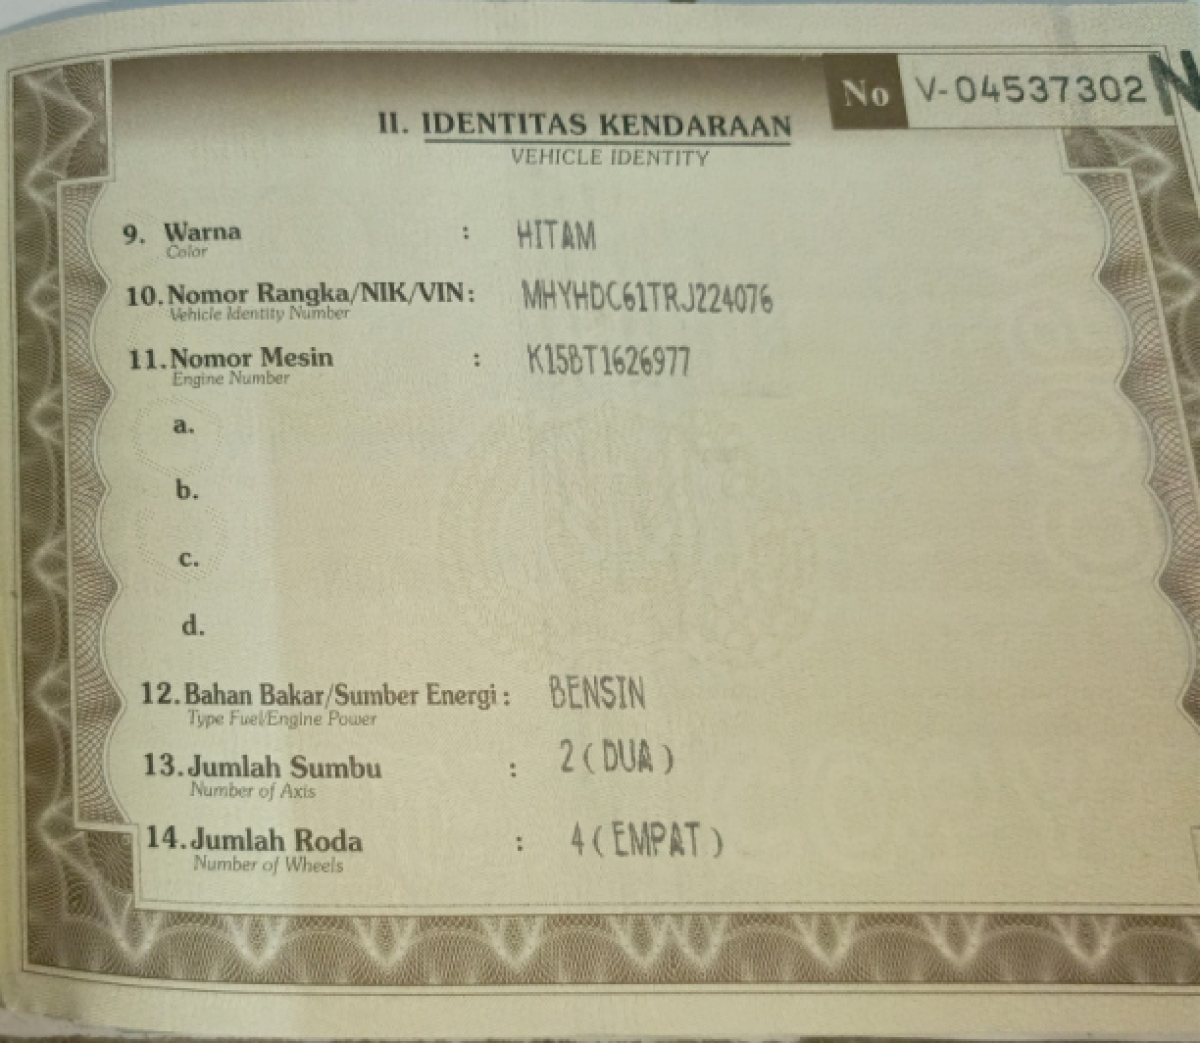 No V-04537302
II. IDENTITAS KENDARAAN
VEHICLE IDENTITY
9. Warna : HITAM
Color
10. Nomor Rangka/NIK/VIN: MHYHDC61TRJ224076
Vehicle Identity Number
11. Nomor Mesin : K15BT1626977
Engine Number
a.
b.
c.
d.
12. Bahan Bakar/Sumber Energi : BENSIN
Type Fuel/Engine Power
13. Jumlah Sumbu : 2 ( DUA )
Number of Axis
14. Jumlah Roda : 4 ( EMPAT )
Number of Wheels